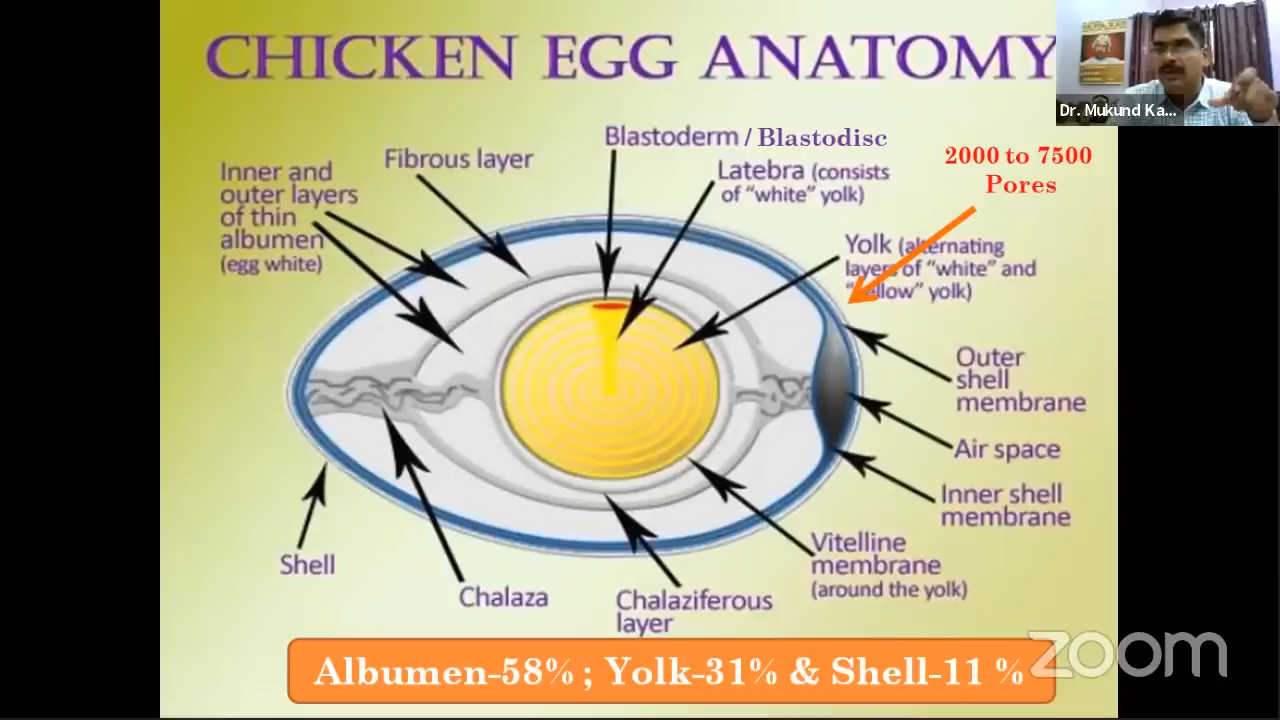 CHICKEN EGG ANATOMY
Dr. Mukund Ka...
Blastoderm / Blastodisc
Fibrous layer
Inner and
outer layers
of thin
albumen
(egg white)
Latebra (consists
of “white” yolk)
2000 to 7500
Pores
Yolk (alternating
layers of “white” and
“yellow” yolk)
Outer
shell
membrane
Air space
Inner shell
membrane
Vitelline
membrane
(around the yolk)
Shell
Chalaza
Chalaziferous
layer
Albumen-58% ; Yolk-31% & Shell-11 %
zoom